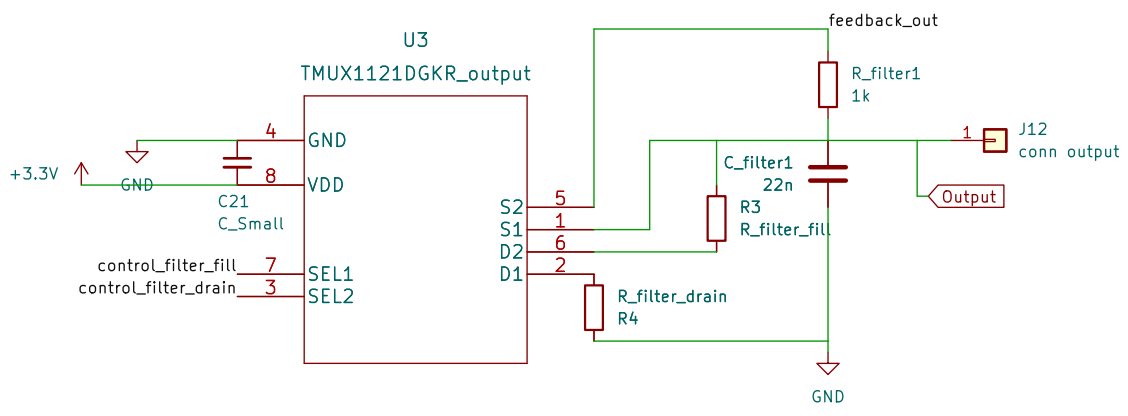 feedback_out
U3
TMUX1121DGKR_output
R_filter1
1k
4
GND
1
J12
conn output
+3.3V
GND
8
VDD
C_filter1
22n
C21
C_Small
S2
5
R3
R_filter_fill
Output
S1
1
D2
6
control_filter_fill
7
SEL1
D1
2
control_filter_drain
3
SEL2
R_filter_drain
R4
GND